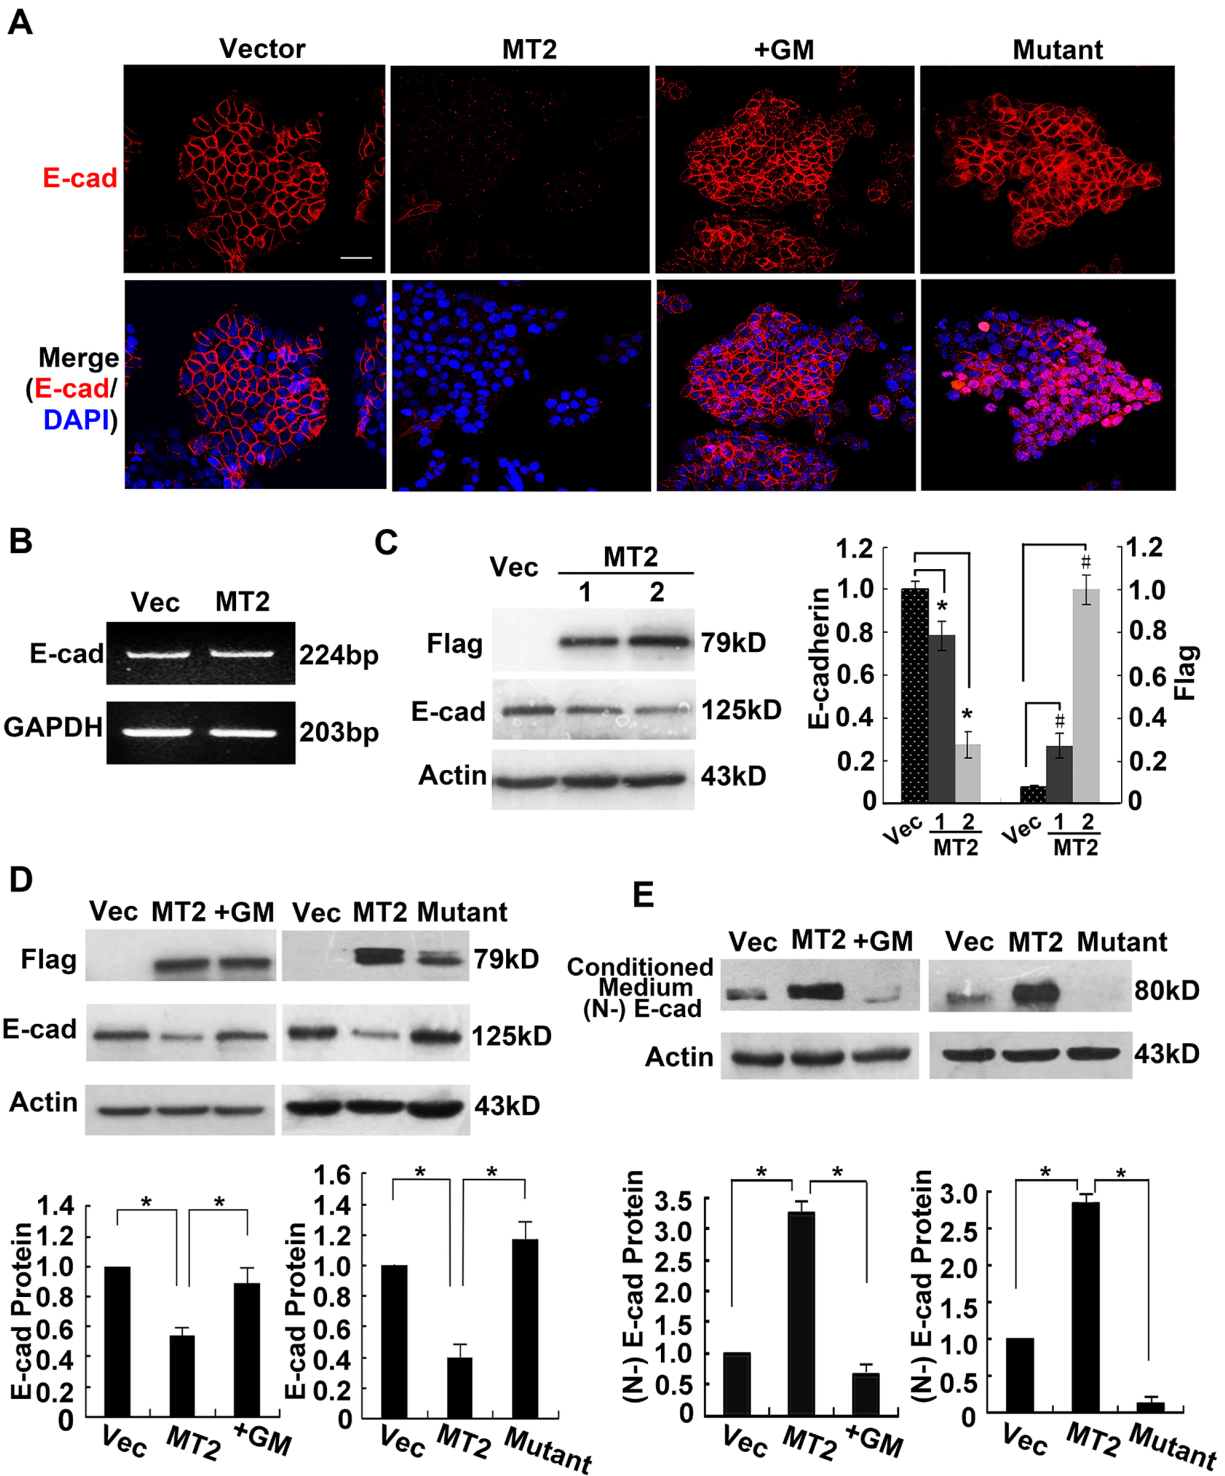 A
Vector MT2 +GM Mutant
E-cad
Merge
(E-cad/
DAPI)
B
Vec MT2
E-cad 224bp
GAPDH 203bp
C
Vec MT2
1 2
Flag 79kD
E-cad 125kD
Actin 43kD
E-cadherin
1.2
1.0
0.8
0.6
0.4
0.2
0
* * # #
Flag
1.2
1.0
0.8
0.6
0.4
0.2
0
Vec 1 2 Vec 1 2
MT2 MT2
D
Vec MT2 +GM Vec MT2 Mutant
Flag 79kD
E-cad 125kD
Actin 43kD
E-cad Protein
1.4
1.2
1.0
0.8
0.6
0.4
0.2
0
* *
Vec MT2 +GM
E-cad Protein
1.6
1.4
1.2
1.0
0.8
0.6
0.4
0.2
0
* *
Vec MT2 Mutant
E
Vec MT2 +GM Vec MT2 Mutant
Conditioned
Medium
(N-) E-cad 80kD
Actin 43kD
(N-) E-cad Protein
3.5
3.0
2.5
2.0
1.5
1.0
0.5
0
* *
Vec MT2 +GM
(N-) E-cad Protein
3.0
2.5
2.0
1.5
1.0
0.5
0
* *
Vec MT2 Mutant